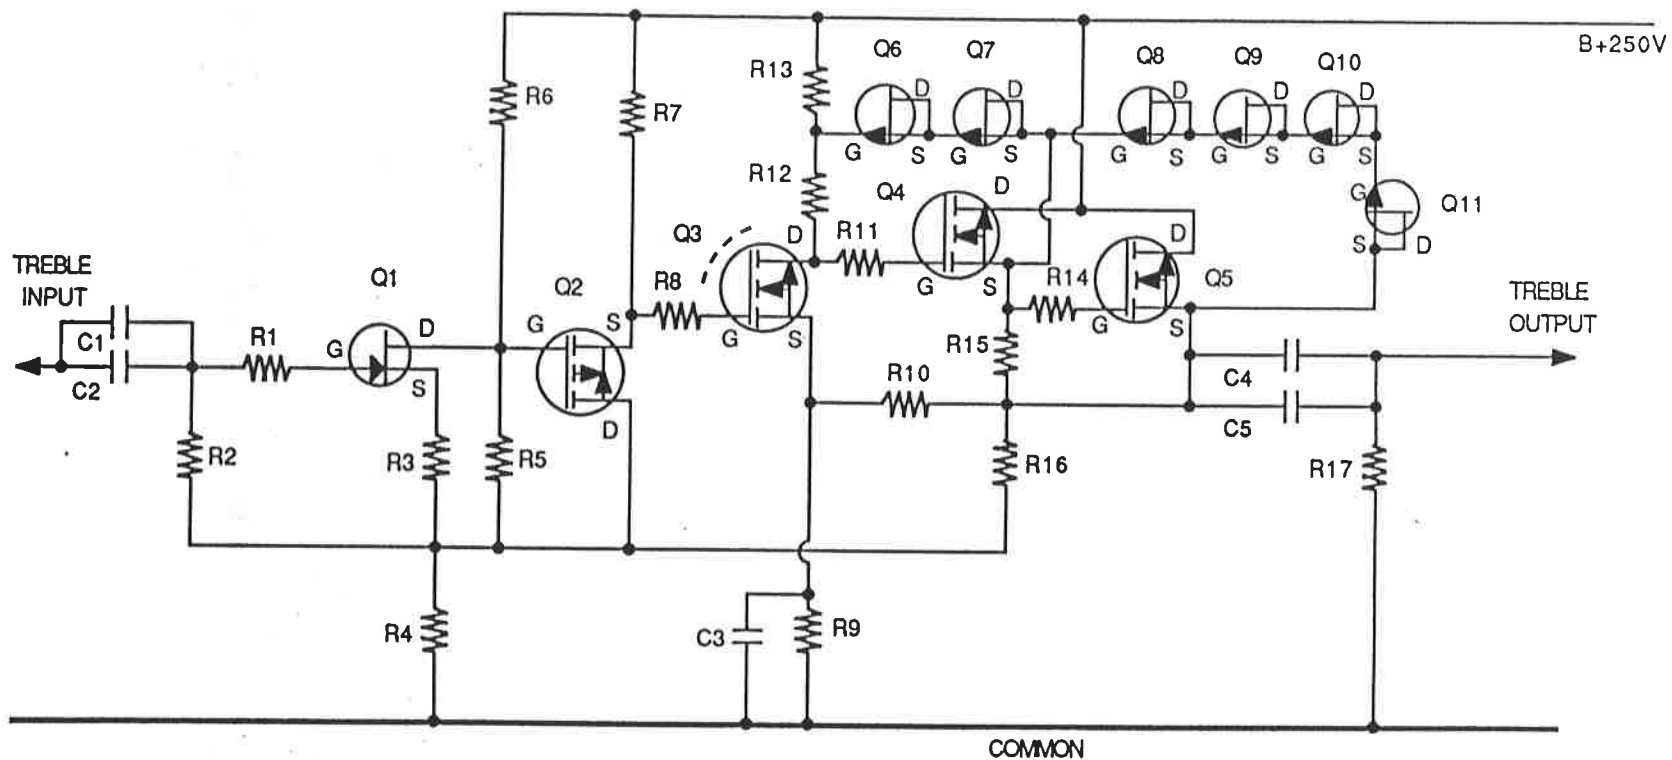 B+250V
Q6
Q7
Q8
Q9
Q10
R13
D
D
D
D
D
R6
R7
G
S
G
S
G
S
G
S
G
S
R12
Q4
D
G
Q11
S
D
Q3
D
R11
D
TREBLE
INPUT
Q1
Q2
R8
G
S
R14
Q5
TREBLE
OUTPUT
C1
R1
G
D
G
S
G
S
G
S
R15
C2
S
R10
C4
D
C5
R2
R3
R5
R16
R17
R4
C3
R9
COMMON